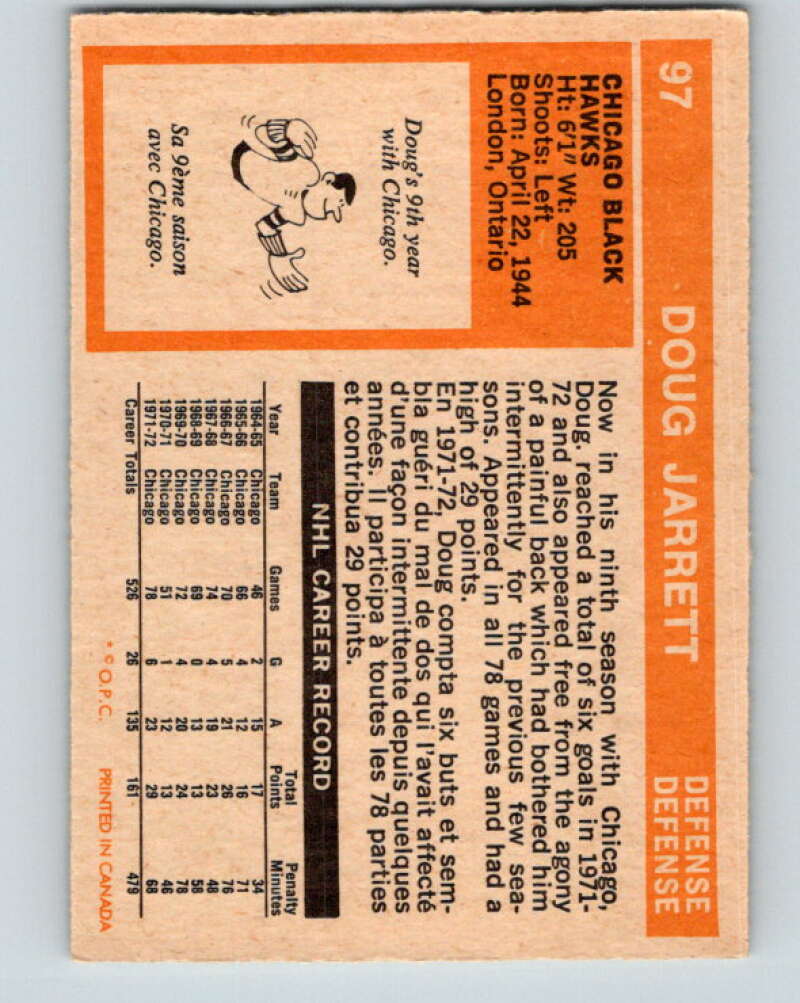 97 DOUG JARRETT DEFENSE
DEFENSE
CHICAGO BLACK
HAWKS
Ht: 6'1" Wt: 205
Shoots: Left
Born: April 22, 1944
London, Ontario
Doug's 9th year
with Chicago.
Sa 9ème saison
avec Chicago.
Now in his ninth season with Chicago,
Doug. reached a total of six goals in 1971-
72 and also appeared free from the agony
of a painful back which had bothered him
intermittently for the previous few sea-
sons. Appeared in all 78 games and had a
high of 29 points.
En 1971-72, Doug compta six buts et sem-
bla guéri du mal de dos qui l'avait affecté
d'une façon intermittente depuis quelques
années. Il participa à toutes les 78 parties
et contribua 29 points.
NHL CAREER RECORD
Total Penalty
Year Team Games G A Points Minutes
1964-65 Chicago 46 2 15 17 34
1965-66 Chicago 66 4 12 16 71
1966-67 Chicago 70 5 21 26 76
1967-68 Chicago 74 4 19 23 48
1968-69 Chicago 69 0 13 13 58
1969-70 Chicago 72 4 20 24 78
1970-71 Chicago 51 1 12 13 46
1971-72 Chicago 78 6 23 29 68
Career Totals 526 26 135 161 479
* © O.P.C. PRINTED IN CANADA